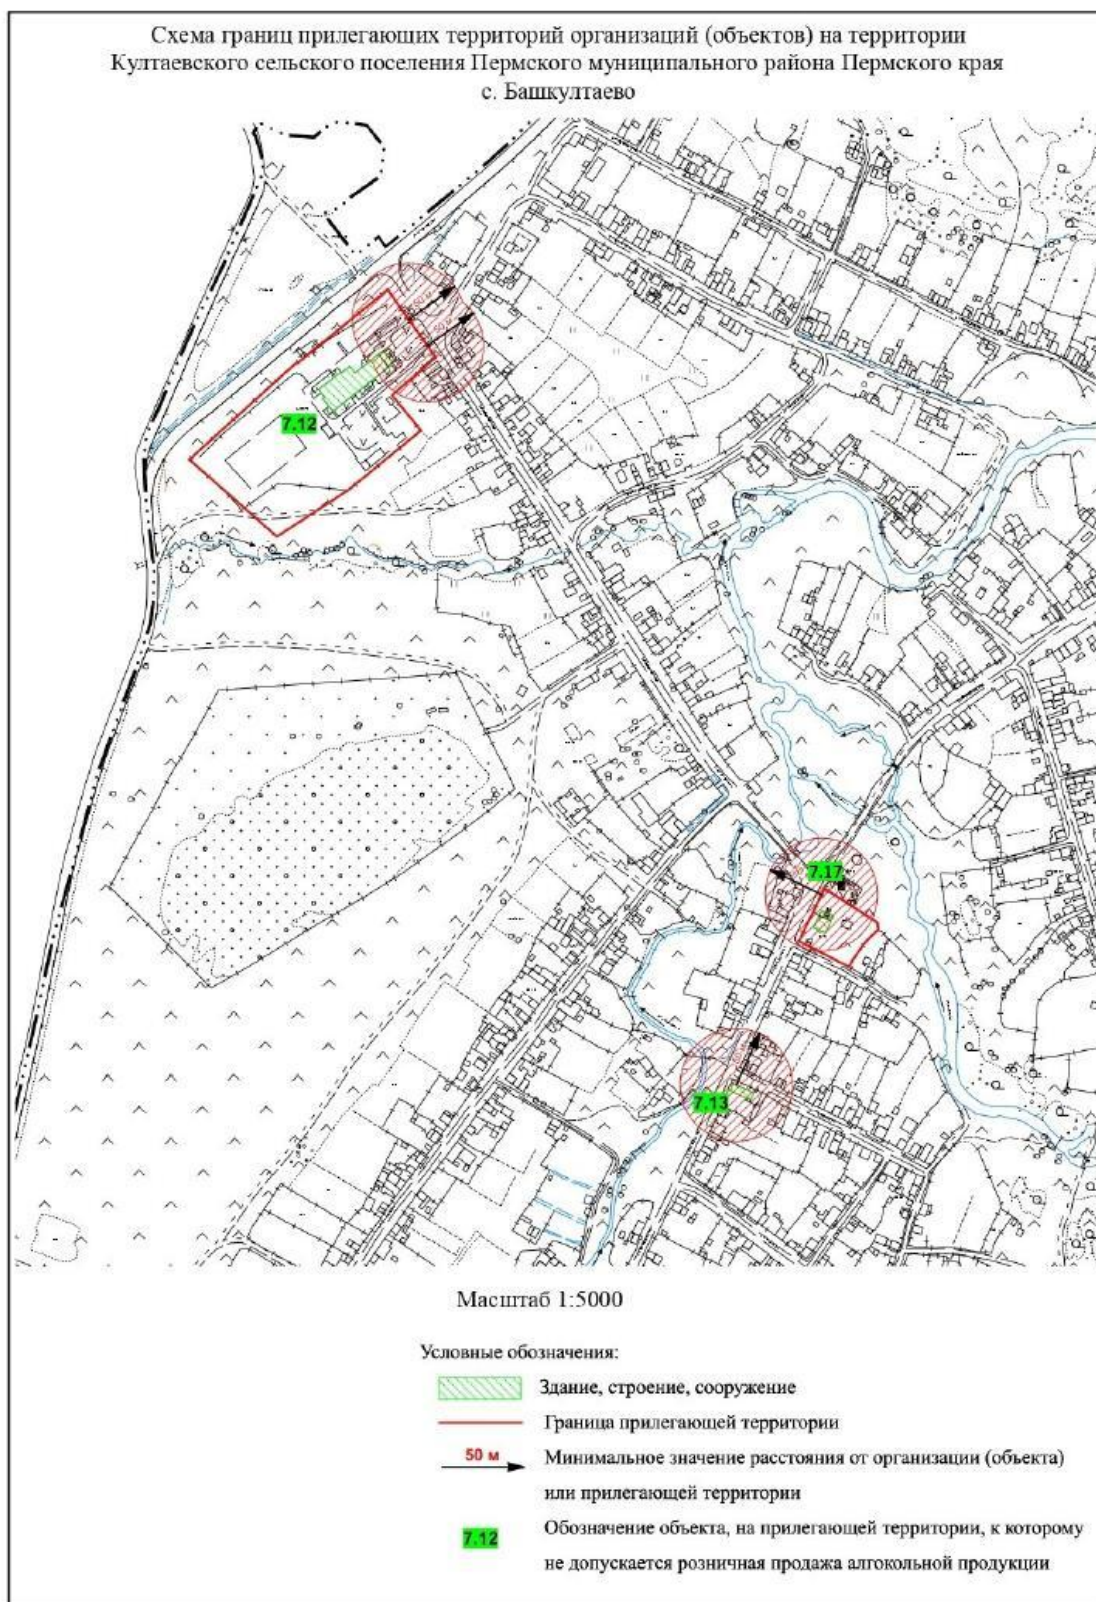 Схема границ прилегающих территорий организаций (объектов) на территории
Култаевского сельского поселения Пермского муниципального района Пермского края
с. Башкултаево
50 м
50 м
7.12
7.17
7.13
Масштаб 1:5000
Условные обозначения:
Здание, строение, сооружение
Граница прилегающей территории
50 м
Минимальное значение расстояния от организации (объекта)
или прилегающей территории
7.12
Обозначение объекта, на прилегающей территории, к которому
не допускается розничная продажа алгокольной продукции